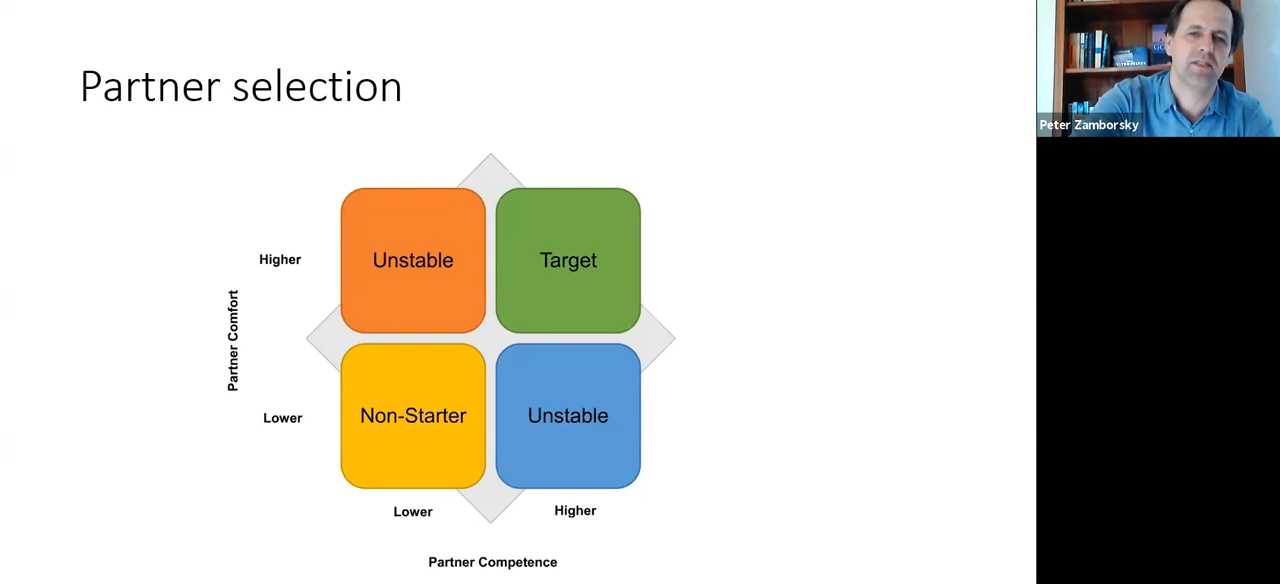 Partner selection
Peter Zamborsky
Unstable
Target
Higher
Partner Comfort
Non-Starter
Unstable
Lower
Lower
Higher
Partner Competence